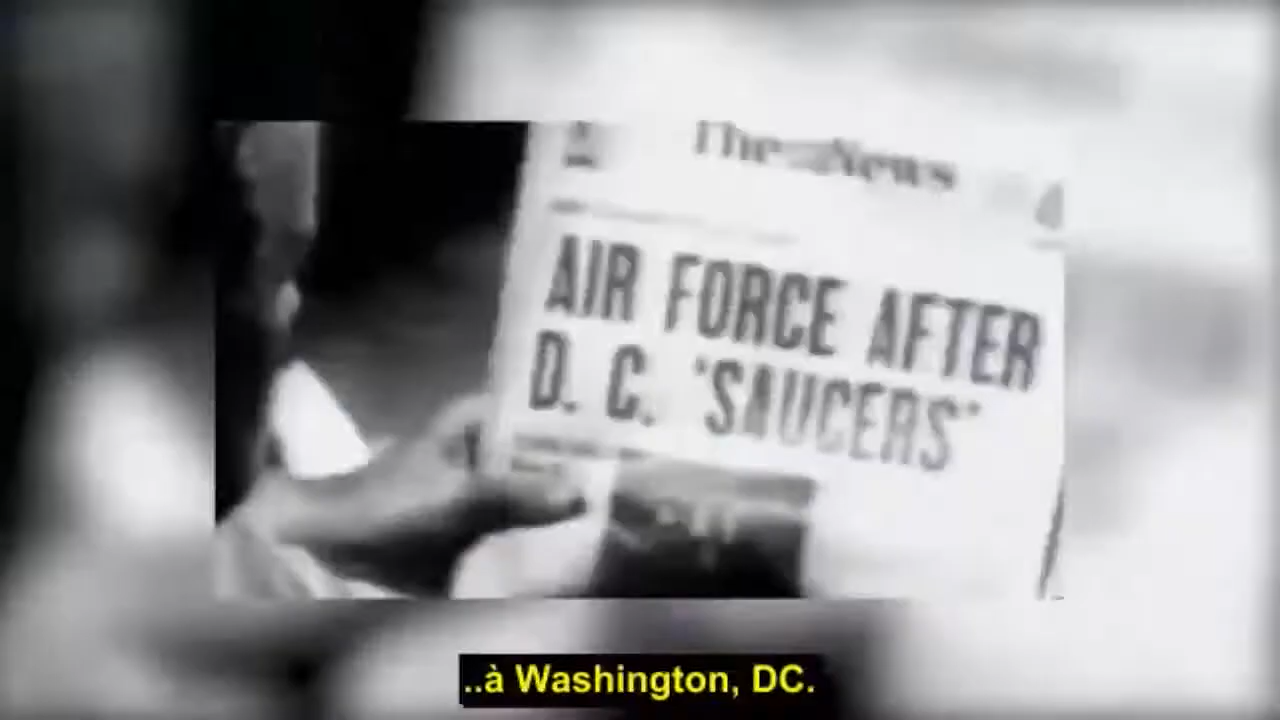 The News
AIR FORCE AFTER
D. C. 'SAUCERS'
..à Washington, DC.